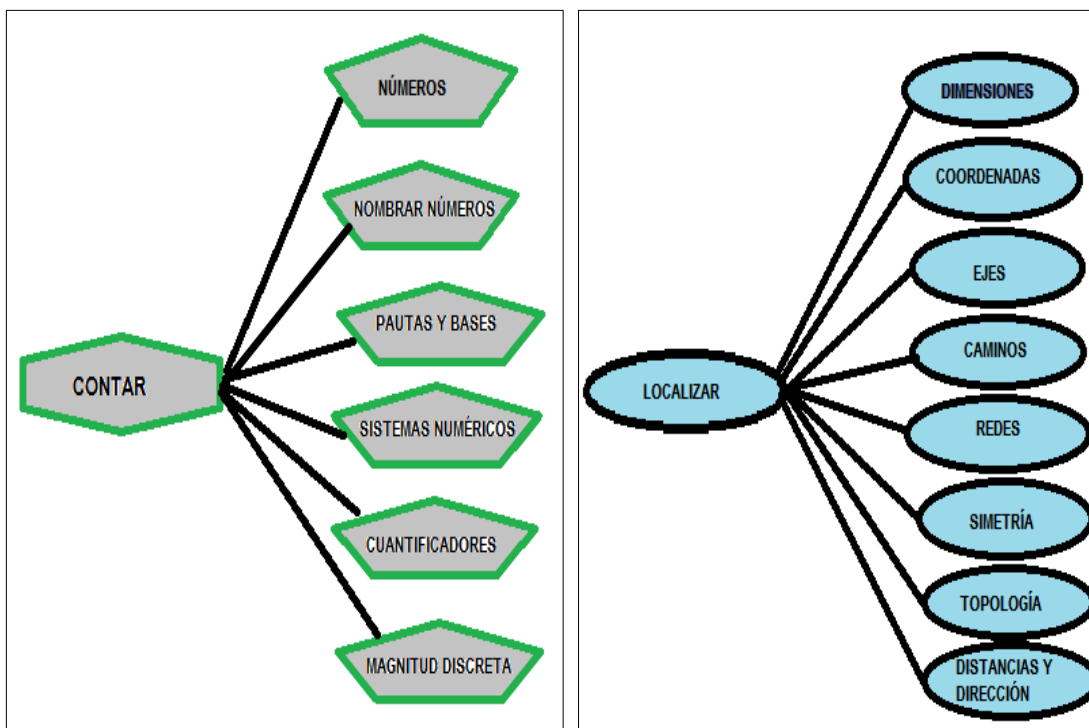 NÚMEROS
NOMBRAR NÚMEROS
PAUTAS Y BASES
CONTAR
SISTEMAS NUMÉRICOS
CUANTIFICADORES
MAGNITUD DISCRETA
DIMENSIONES
COORDENADAS
EJES
CAMINOS
LOCALIZAR
REDES
SIMETRÍA
TOPOLOGÍA
DISTANCIAS Y
DIRECCIÓN